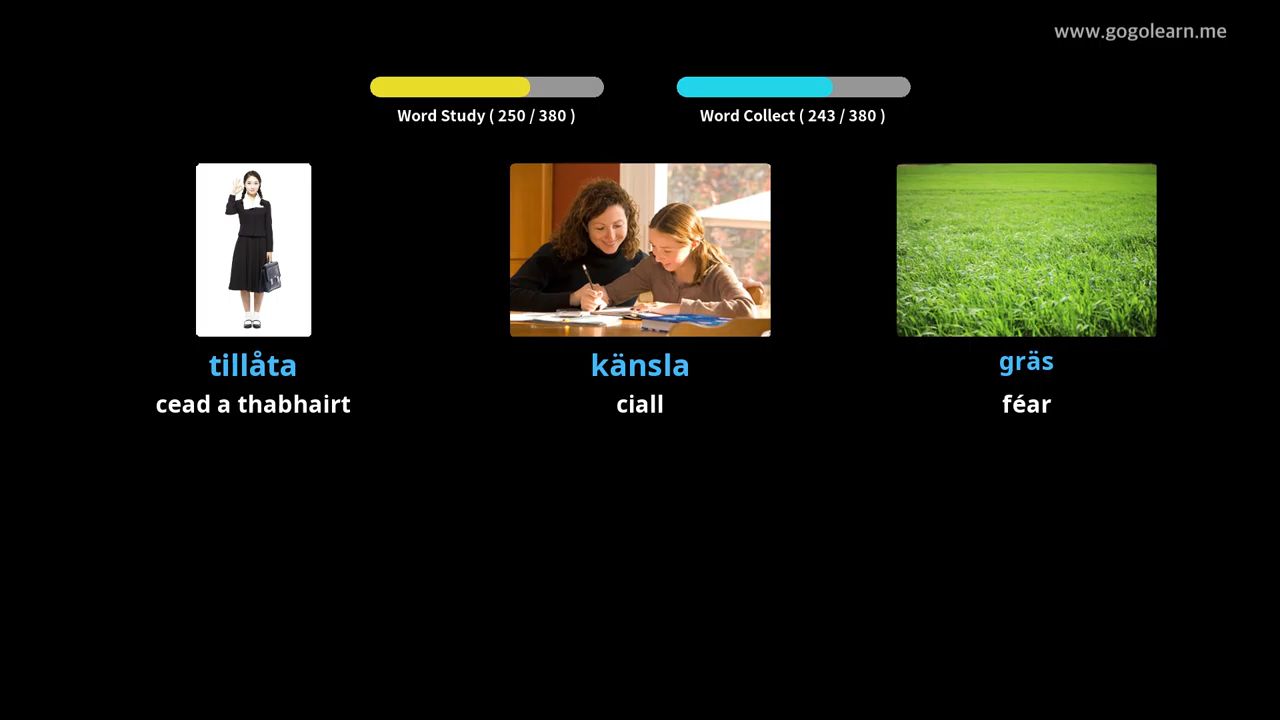 www.gogolearn.me
Word Study ( 250 / 380 )
Word Collect ( 243 / 380 )
tillåta
känsla
gräs
cead a thabhairt
ciall
féar